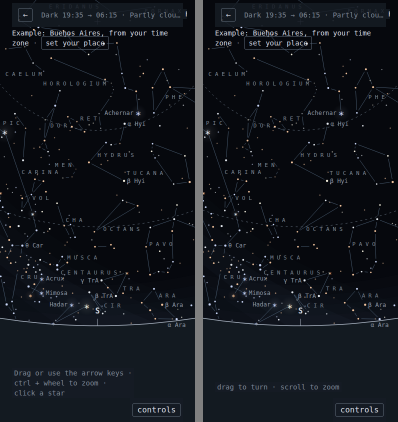 ← Dark 19:35 → 06:15 · Partly clou…
Example: Buenos Aires, from your time
zone · set your place
CAELUM
HOROLOGIUM
PHE
Achernar
RET
DOR
α Hyi
PIC
HYDRUS
MEN
CARINA
TUCANA
β Hyi
VOL
CHA
OCTANS
PAVO
θ Car
MUSCA
CENTAURUS
CRU
Acrux
γ TrA
TRA
Mimosa
β TrA
ARA
Hadar
β Ara
CIR
S
α Ara
Drag or use the arrow keys ·
ctrl + wheel to zoom ·
click a star
controls
← Dark 19:35 → 06:15 · Partly clou…
Example: Buenos Aires, from your time
zone · set your place
CAELUM
HOROLOGIUM
PHE
Achernar
RET
DOR
α Hyi
PIC
HYDRUS
MEN
CARINA
TUCANA
β Hyi
VOL
CHA
OCTANS
PAVO
θ Car
MUSCA
CENTAURUS
CRU
Acrux
γ TrA
TRA
Mimosa
β TrA
ARA
Hadar
β Ara
CIR
S
α Ara
drag to turn · scroll to zoom
controls